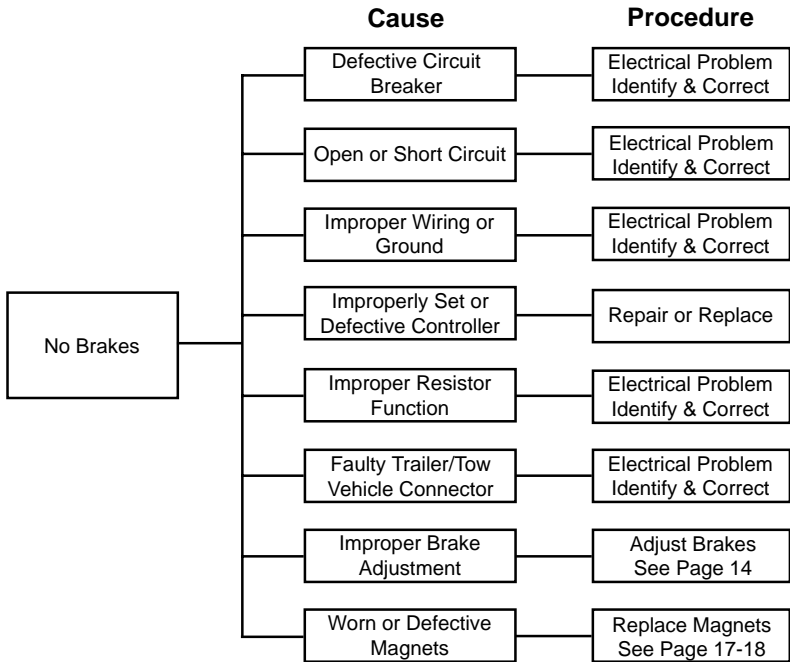 Cause
Procedure
No Brakes
Defective Circuit
Breaker
Electrical Problem
Identify & Correct
Open or Short Circuit
Electrical Problem
Identify & Correct
Improper Wiring or
Ground
Electrical Problem
Identify & Correct
Improperly Set or
Defective Controller
Repair or Replace
Improper Resistor
Function
Electrical Problem
Identify & Correct
Faulty Trailer/Tow
Vehicle Connector
Electrical Problem
Identify & Correct
Improper Brake
Adjustment
Adjust Brakes
See Page 14
Worn or Defective
Magnets
Replace Magnets
See Page 17-18